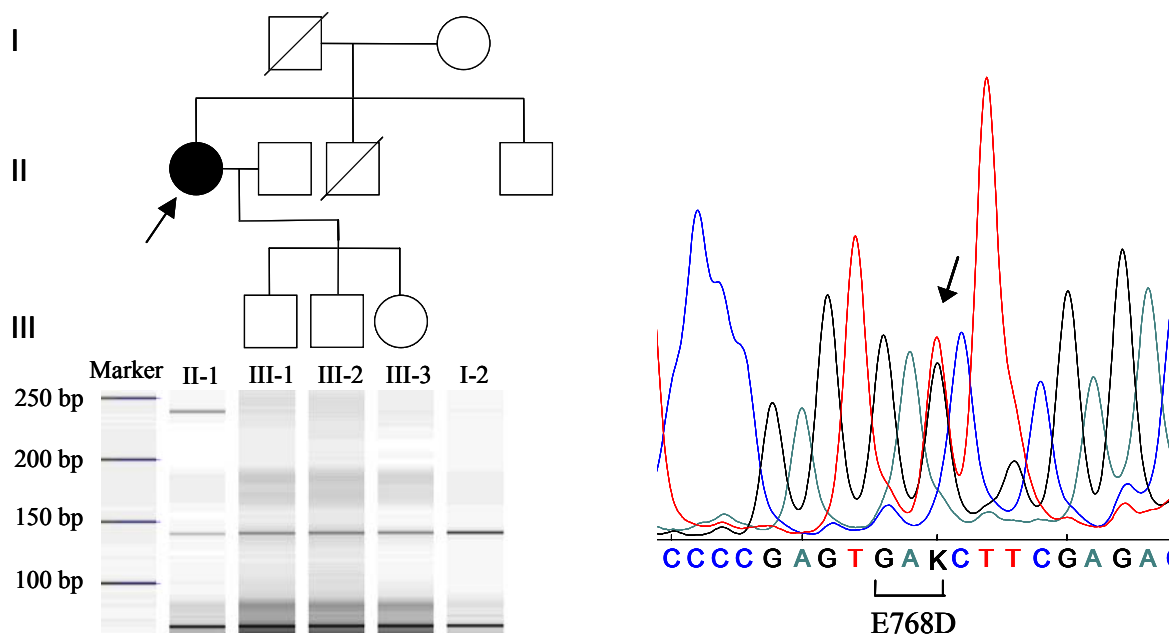 I
II
III
Marker II-1 III-1 III-2 III-3 I-2
250 bp
200 bp
150 bp
100 bp
CCCCGAGTGAKCTTCGAGAC
E768D